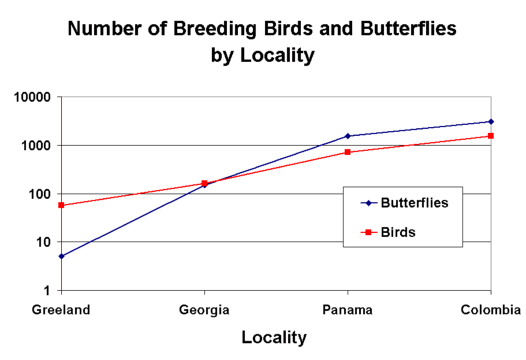 Number of Breeding Birds and Butterflies
by Locality
10000
1000
100
10
1
Butterflies
Birds
Greeland
Georgia
Panama
Colombia
Locality